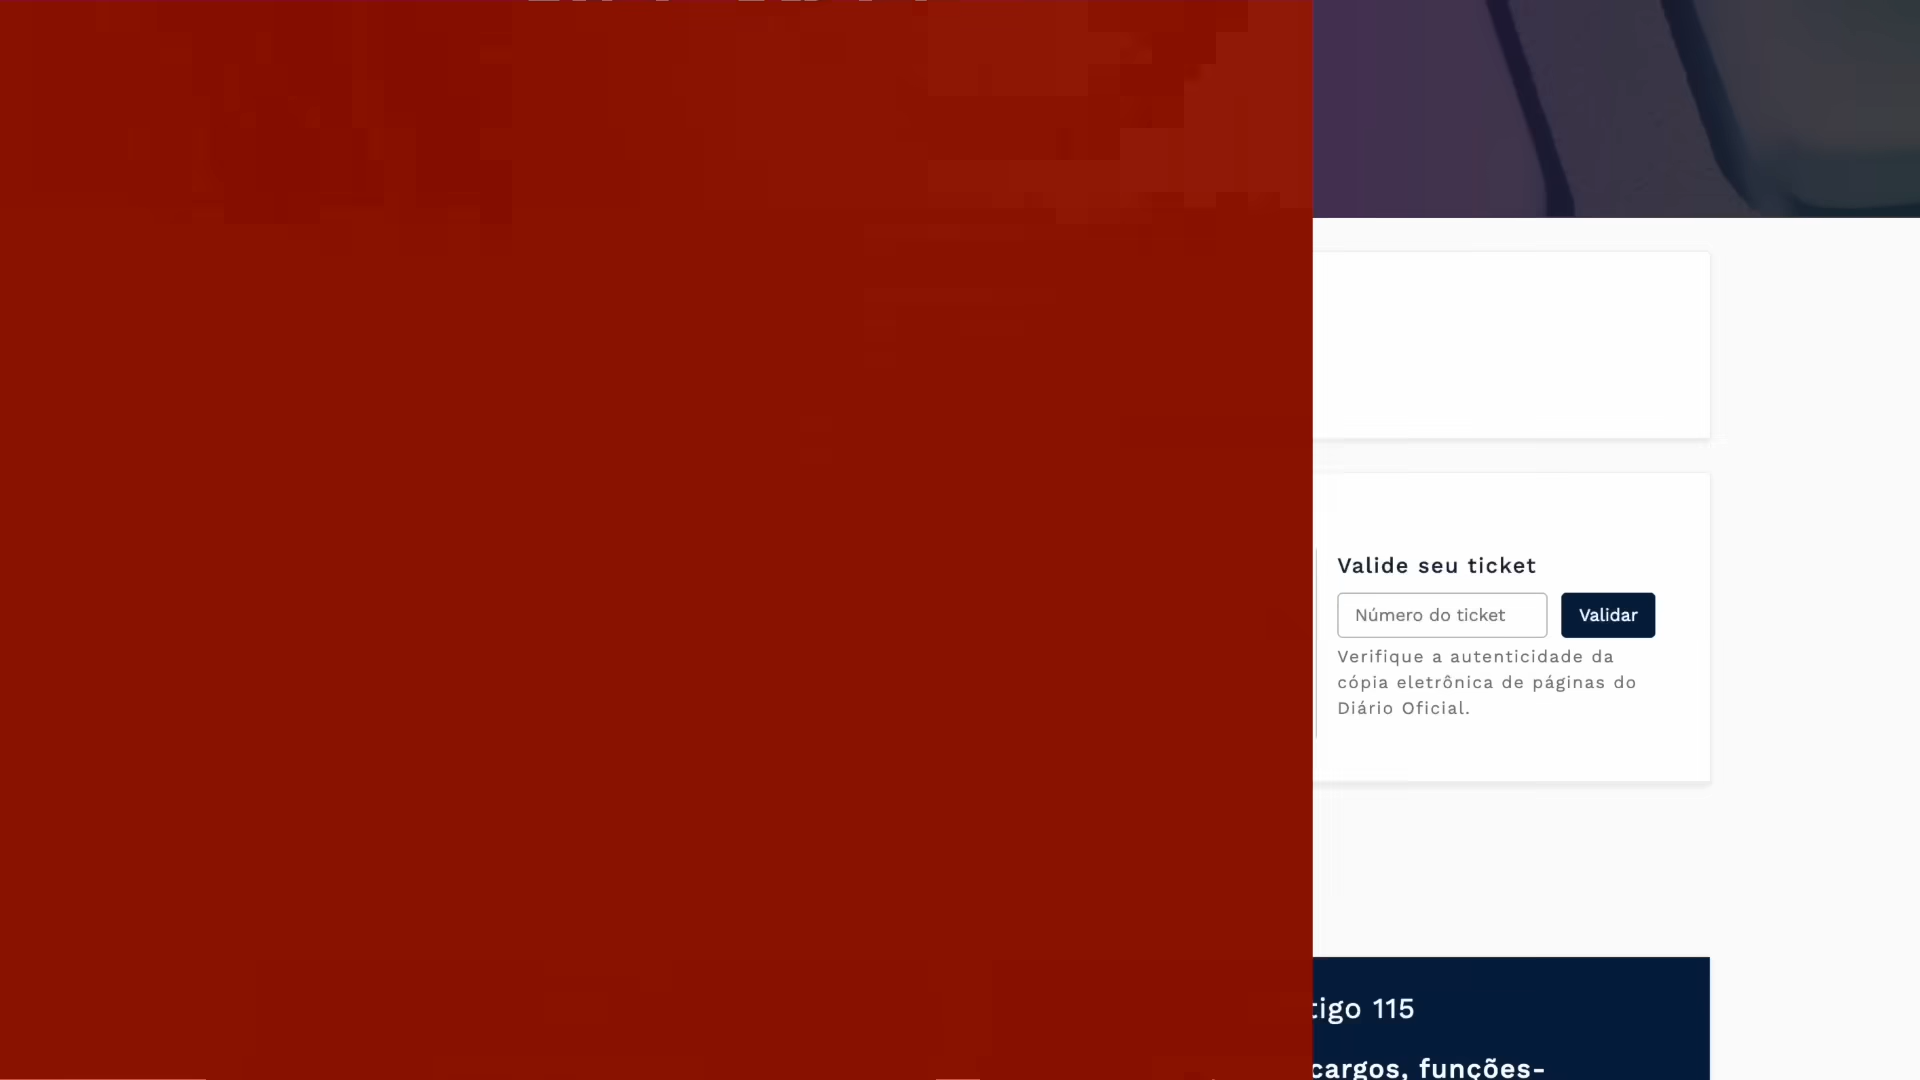 Valide seu ticket
Número do ticket
Validar
Verifique a autenticidade da
cópia eletrônica de páginas do
Diário Oficial.
tigo 115
cargos, funções-